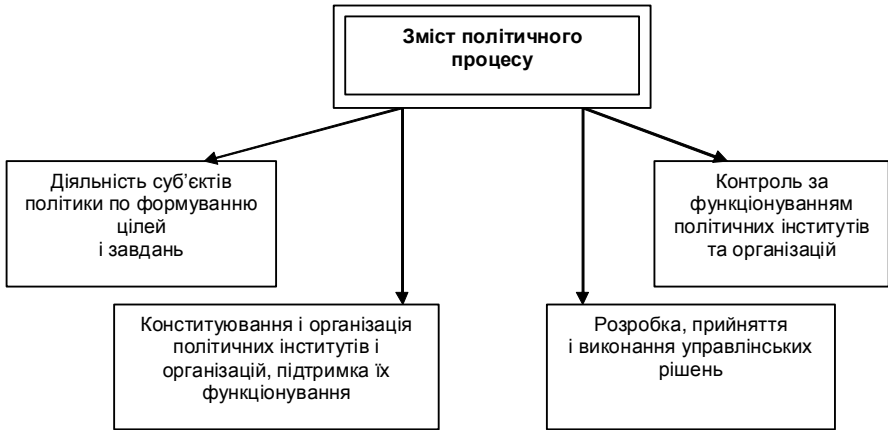 Зміст політичного
процесу
Діяльність суб’єктів
політики по формуванню
цілей
і завдань
Контроль за
функціонуванням
політичних інститутів
та організацій
Конституювання і організація
політичних інститутів і
організацій, підтримка їх
функціонування
Розробка, прийняття
і виконання управлінських
рішень